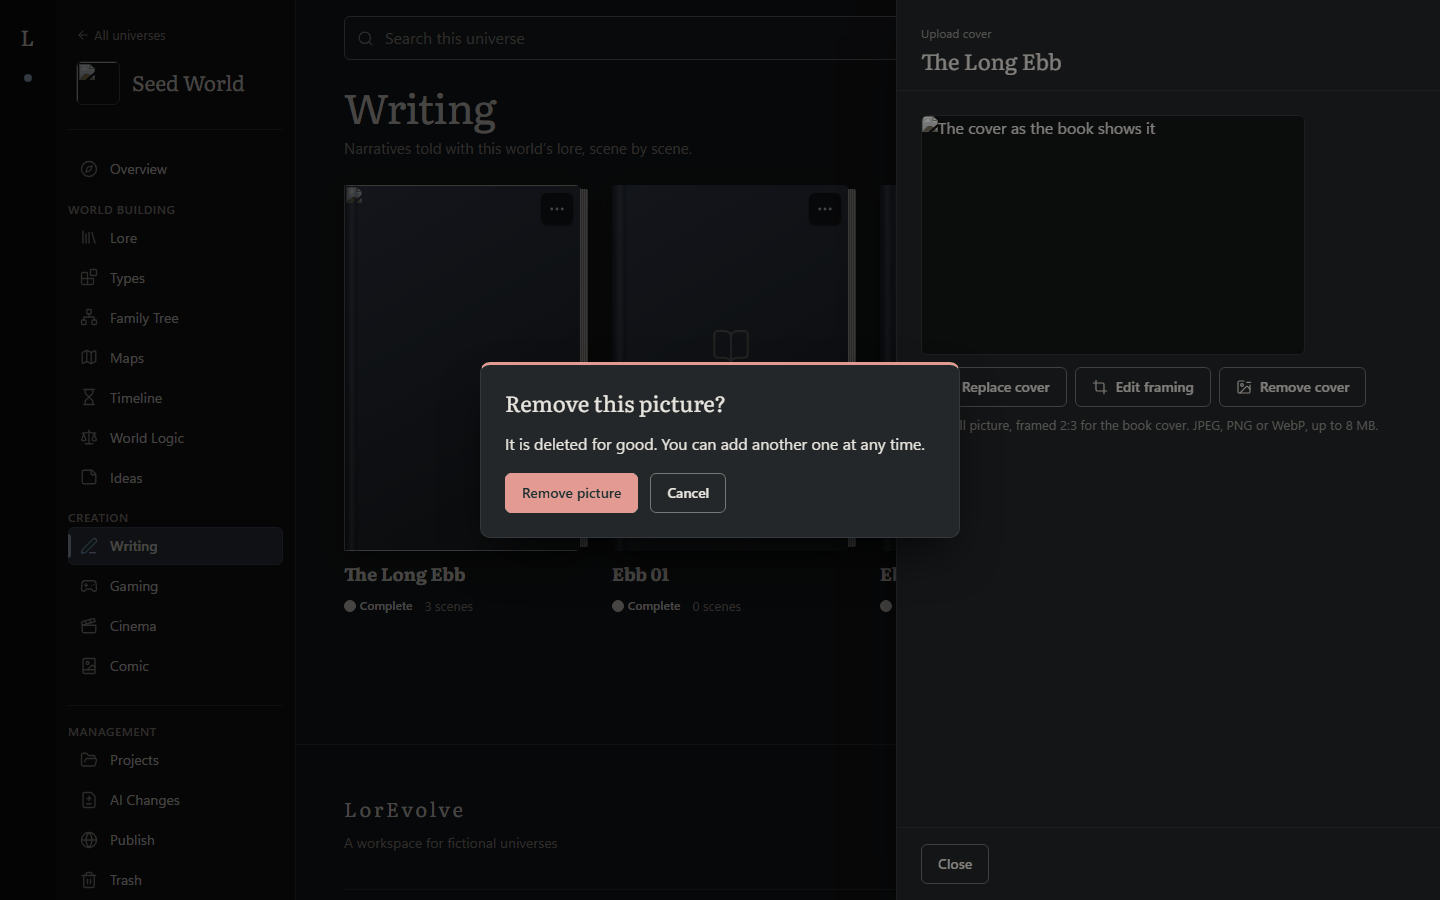 L
All universes
Seed World
Overview
WORLD BUILDING
Lore
Types
Family Tree
Maps
Timeline
World Logic
Ideas
CREATION
Writing
Gaming
Cinema
Comic
MANAGEMENT
Projects
AI Changes
Publish
Trash
Search this universe
Writing
Narratives told with this world's lore, scene by scene.
The Long Ebb
Complete 3 scenes
Ebb 01
Complete 0 scenes
LorEvolve
A workspace for fictional universes
Upload cover
The Long Ebb
The cover as the book shows it
Replace cover
Edit framing
Remove cover
picture, framed 2:3 for the book cover. JPEG, PNG or WebP, up to 8 MB.
Close
Remove this picture?
It is deleted for good. You can add another one at any time.
Remove picture
Cancel